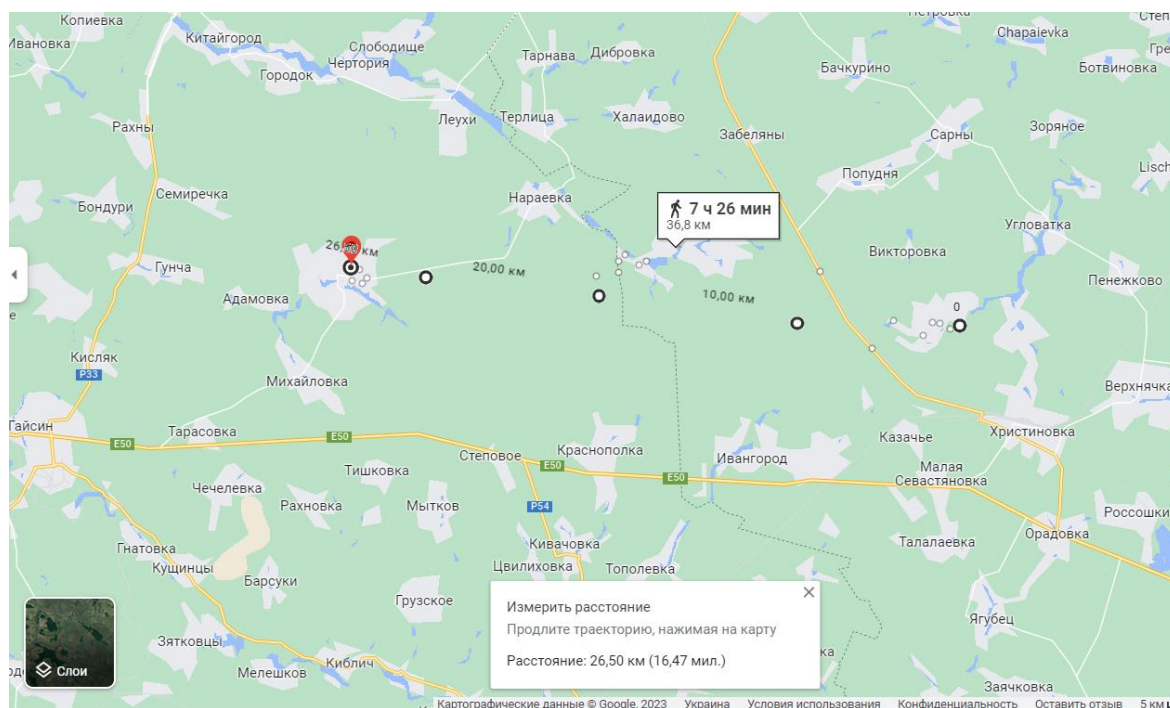 Копиевка
Ивановка
Китайгород
Слободище
Чертория
Городок
Тарнава
Дибровка
Chapaievka
Бачкурино
Ботвиновка
Рахны
Леухи
Терлица
Халаидово
Забеляны
Сарны
Зоряное
Попудня
Семиречка
Бондури
Нараевка
7 ч 26 мин
36,8 км
Угловатка
Викторовка
Гунча
20,00 км
10,00 км
0
Пенежково
Адамовка
Кисляк
P33
Михайловка
Верхнячка
Гайсин
E50
Тарасовка
E50
Степовое
Краснополка
E50
Ивангород
E50
Казачье
Христиновка
Малая
Севастяновка
Тишковка
Чечелевка
Рахновка
Мытков
P54
Россошки
Гнатовка
Кущинцы
Кивачовка
Цвилиховка
Тополевка
Талалаевка
Орадовка
Барсуки
Грузское
Измерить расстояние
Продлите траекторию, нажимая на карту
Расстояние: 26,50 км (16,47 мил.)
Ягубец
Слои
Зятковцы
Мелешков
Киблич
Заячковка
Картографические данные © Google, 2023 Украина Условия использования Конфиденциальность Оставить отзыв 5 км